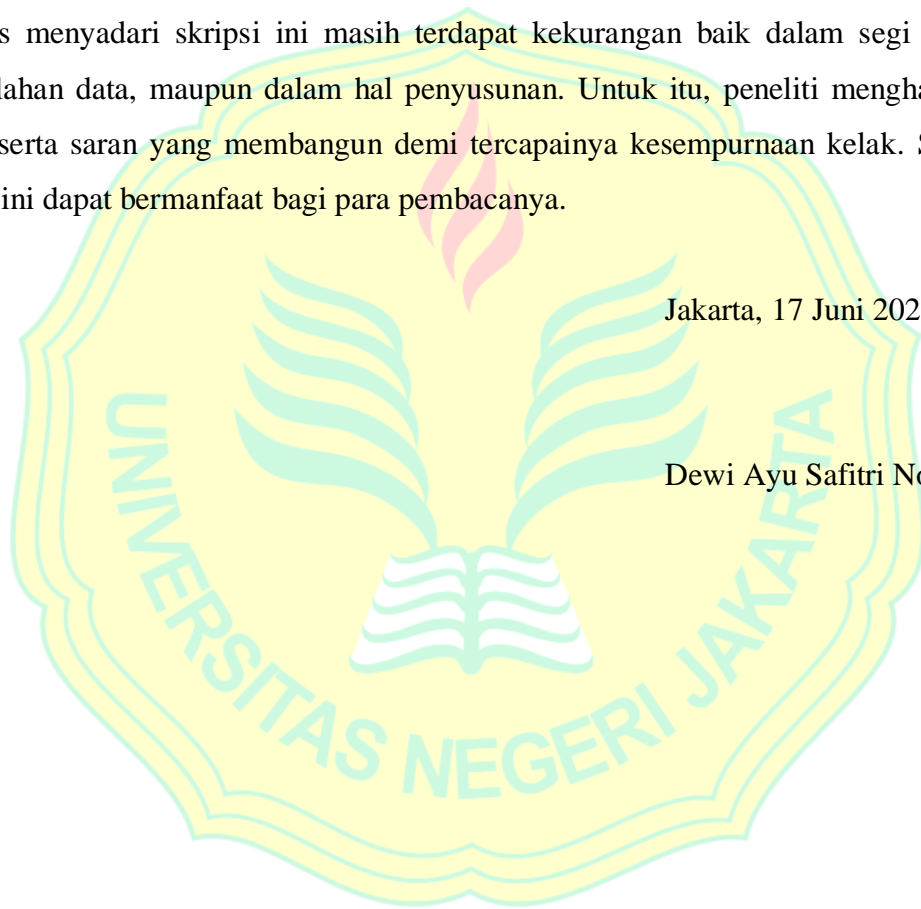 s menyadari skripsi ini masih terdapat kekurangan baik dalam segi
lahan data, maupun dalam hal penyusunan. Untuk itu, peneliti mengha
serta saran yang membangun demi tercapainya kesempurnaan kelak. S
ini dapat bermanfaat bagi para pembacanya.
Jakarta, 17 Juni 202
Dewi Ayu Safitri No
UNIVERSITAS NEGERI JAKARTA